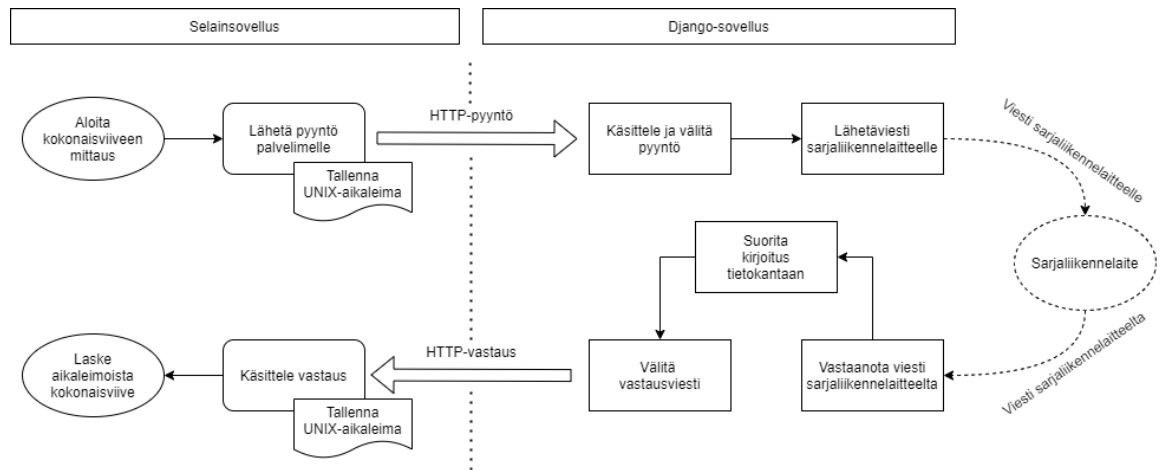 Selainsovellus
Django-sovellus
Aloita
kokonaisviiveen
mittaus
Lähetä pyyntö
palvelimelle
Tallenna
UNIX-aikaleima
HTTP-pyyntö
Käsittele ja välitä
pyyntö
Lähetäviesti
sarjaliikennelaitteelle
Viesti sarjaliikennelaitteelle
Sarjaliikennelaite
Viesti sarjaliikennelaitteelta
Vastaanota viesti
sarjaliikennelaitteelta
Suorita
kirjoitus
tietokantaan
Välitä
vastausviesti
HTTP-vastaus
Käsittele vastaus
Tallenna
UNIX-aikaleima
Laske
aikaleimoista
kokonaisviive